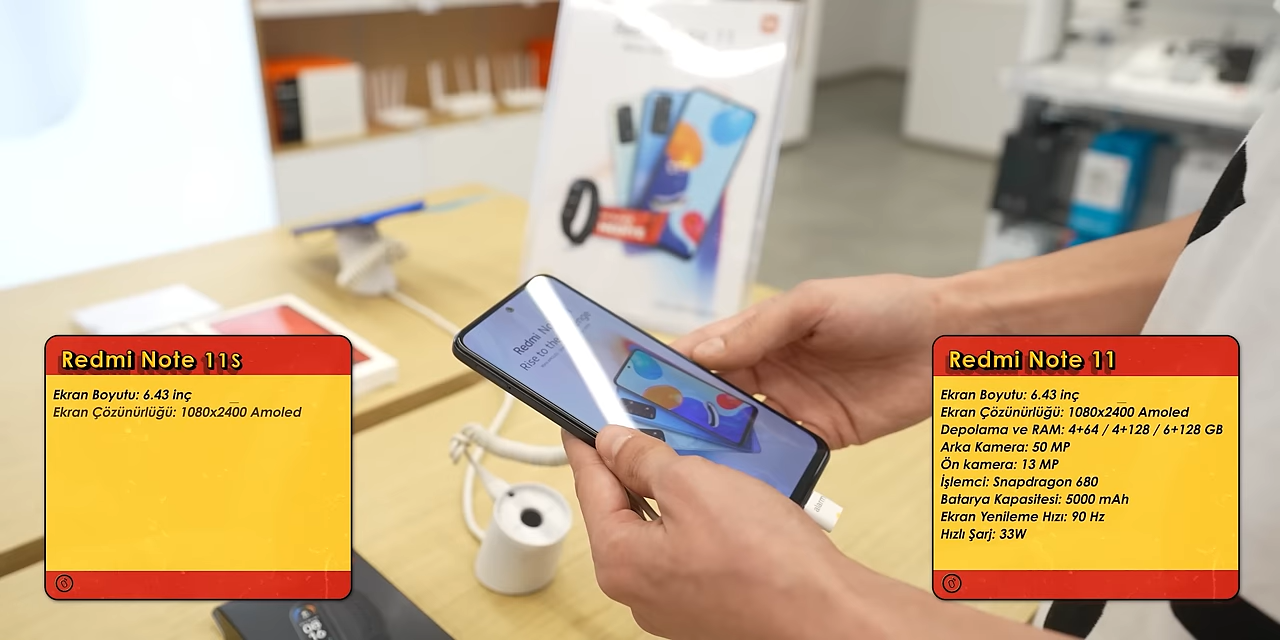 Redmi Note 11S
Ekran Boyutu: 6.43 inç
Ekran Çözünürlüğü: 1080x2400 Amoled
Redmi Note 11
Ekran Boyutu: 6.43 inç
Ekran Çözünürlüğü: 1080x2400 Amoled
Depolama ve RAM: 4+64 / 4+128 / 6+128 GB
Arka Kamera: 50 MP
Ön kamera: 13 MP
İşlemci: Snapdragon 680
Batarya Kapasitesi: 5000 mAh
Ekran Yenileme Hızı: 90 Hz
Hızlı Şarj: 33W
Redmi
Rise to the